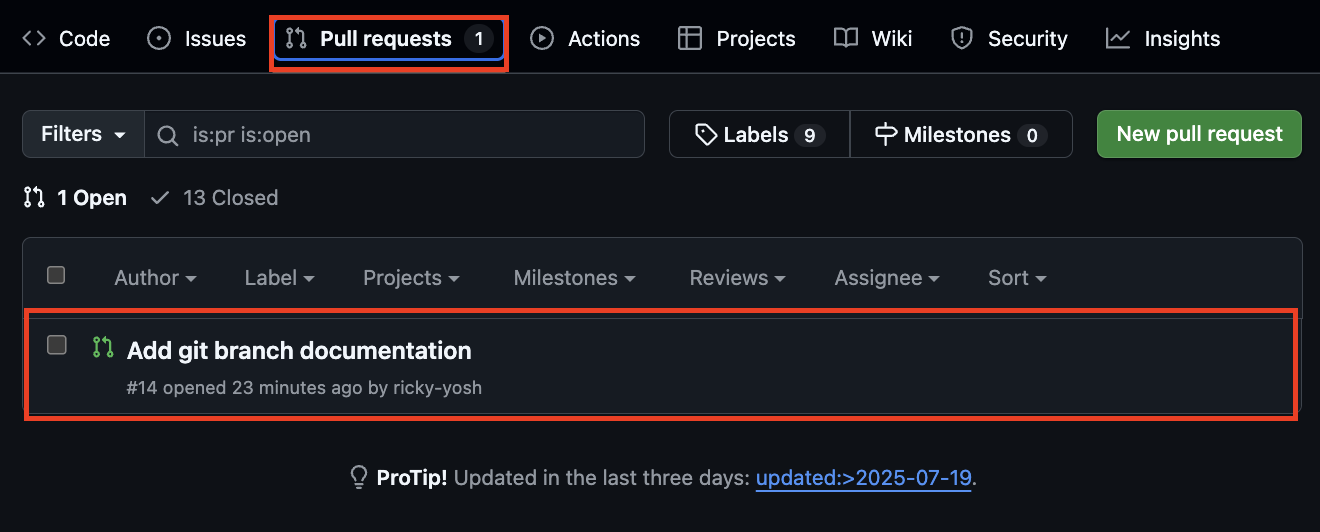 Code Issues Pull requests 1 Actions Projects Wiki Security Insights
Filters is:pr is:open Labels 9 Milestones 0 New pull request
1 Open 13 Closed
Author Label Projects Milestones Reviews Assignee Sort
Add git branch documentation
#14 opened 23 minutes ago by ricky-yosh
ProTip! Updated in the last three days: updated:>2025-07-19.